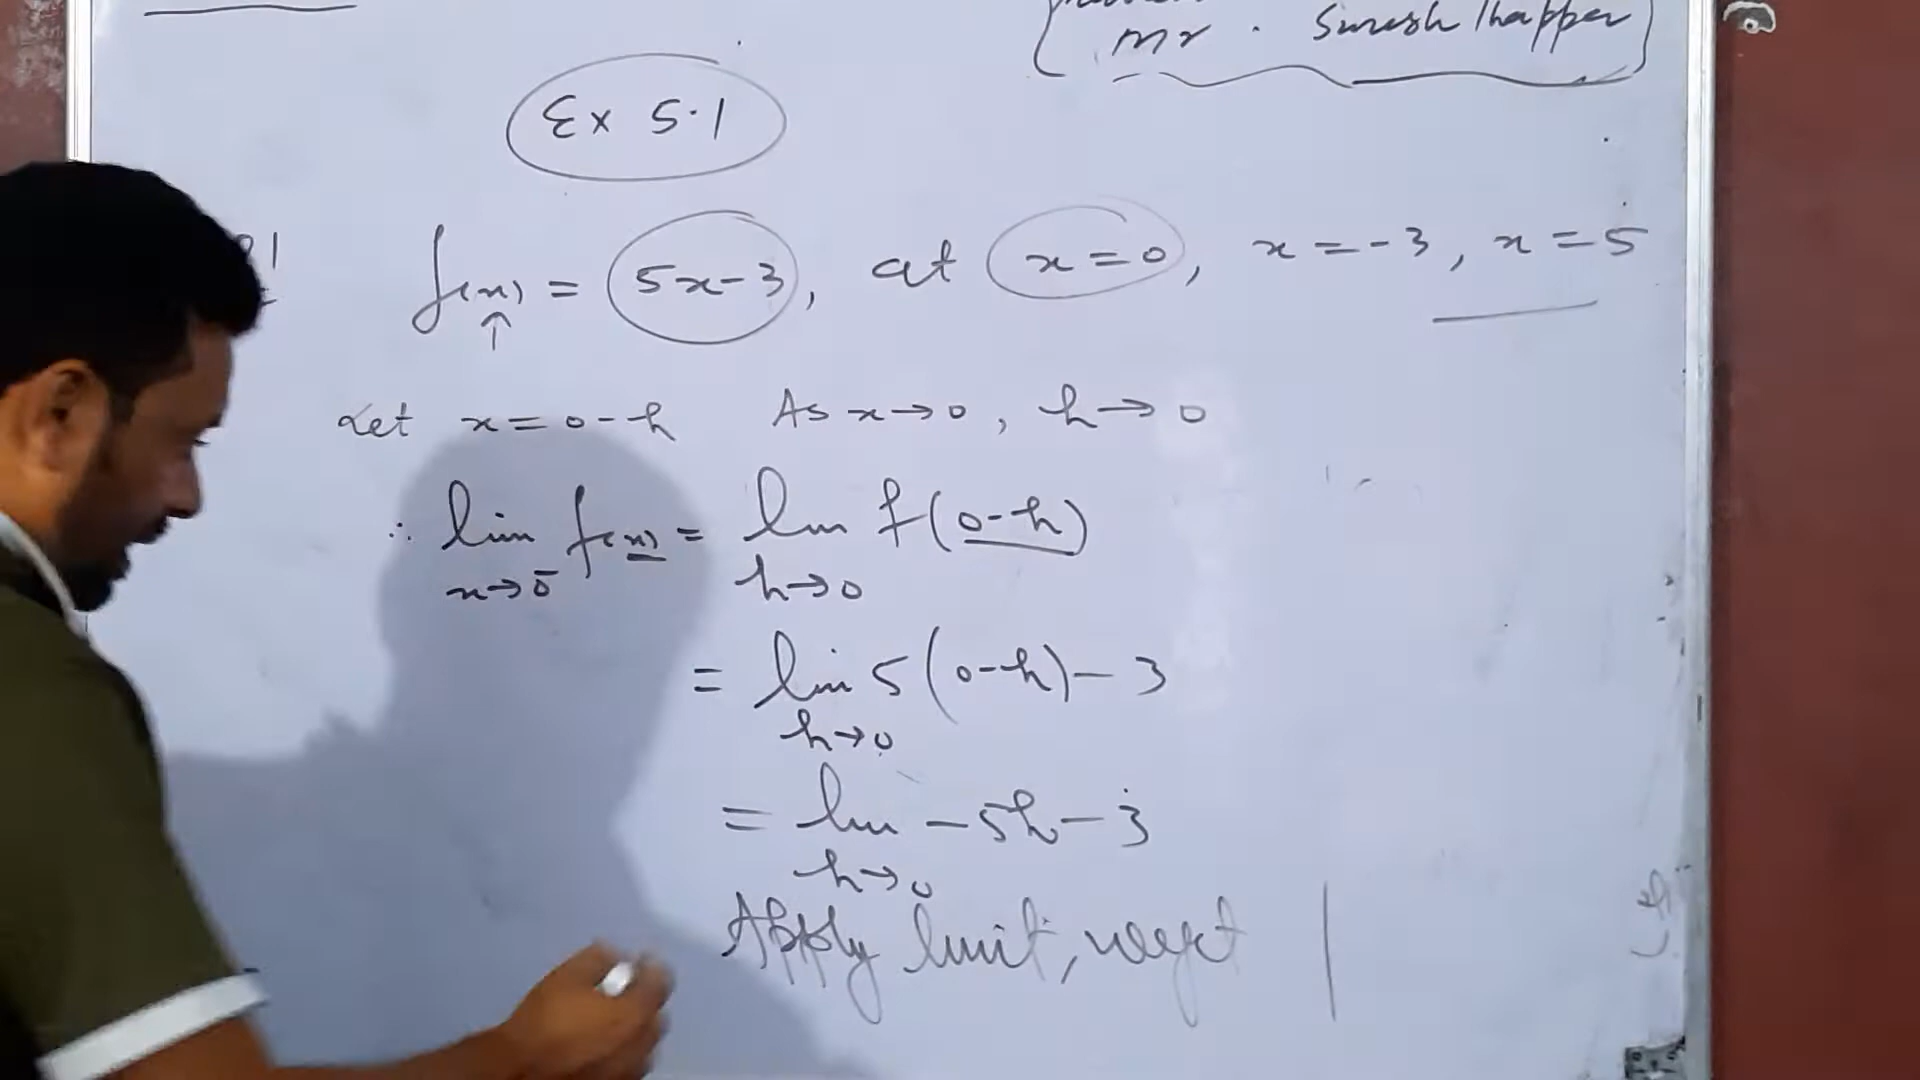 Mr. Suresh Thapper
Ex 5.1
f(x) = 5x-3, at x=0, x=-3, x=5
↑
Let x=0-h As x→0, h→0
∴ lim f(x) = lim f(0-h)
x→0⁻ h→0
= lim 5(0-h)-3
h→0
= lim -5h-3
h→0
Apply limit, we get